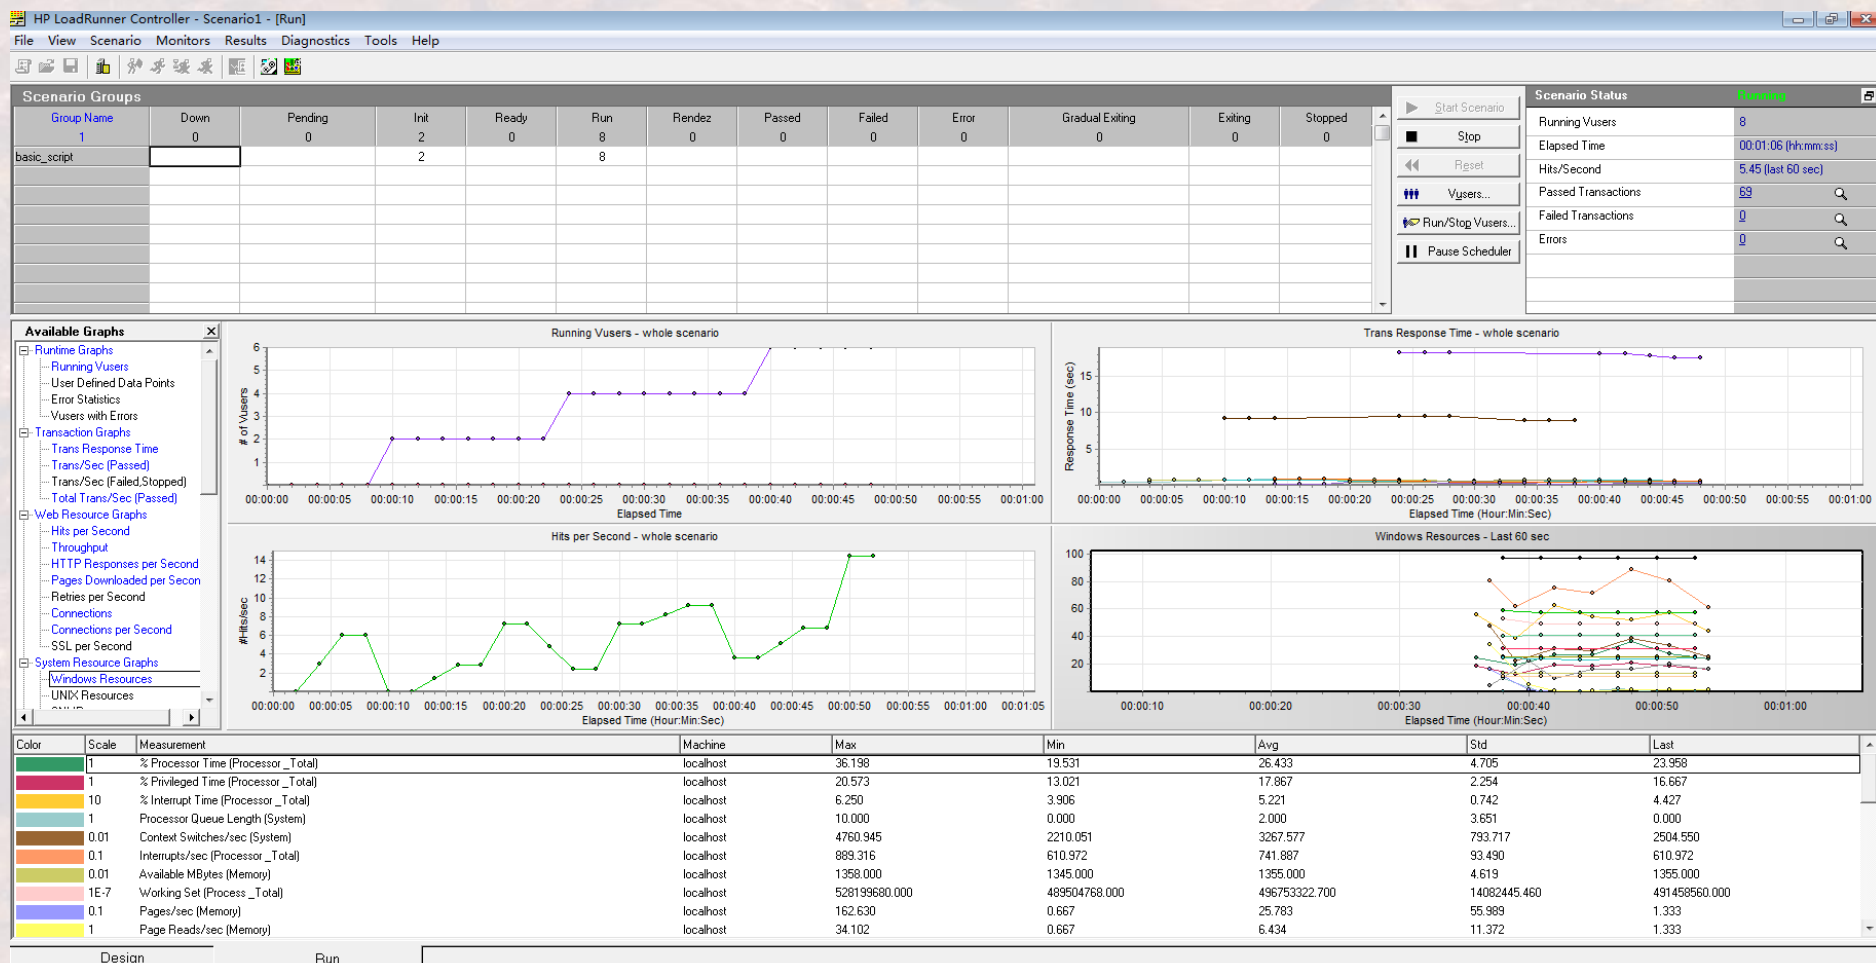 HP LoadRunner Controller - Scenario1 - [Run]
File View Scenario Monitors Results Diagnostics Tools Help
Scenario Groups
Group Name Down Pending Init Ready Run Rendez Passed Failed Error Gradual Exiting Exiting Stopped
1 0 0 2 0 8 0 0 0 0 0 0 0
basic_script 2 8
Start Scenario
Stop
Reset
Vusers...
Run/Stop Vusers...
Pause Scheduler
Scenario Status Running
Running Vusers 8
Elapsed Time 00:01:06 (hh:mm:ss)
Hits/Second 5.45 (last 60 sec)
Passed Transactions 69
Failed Transactions 0
Errors 0
Available Graphs
Runtime Graphs
Running Vusers
User Defined Data Points
Error Statistics
Vusers with Errors
Transaction Graphs
Trans Response Time
Trans/Sec (Passed)
Trans/Sec (Failed,Stopped)
Total Trans/Sec (Passed)
Web Resource Graphs
Hits per Second
Throughput
HTTP Responses per Second
Pages Downloaded per Secon
Retries per Second
Connections
Connections per Second
SSL per Second
System Resource Graphs
Windows Resources
UNIX Resources
Running Vusers - whole scenario
# of Vusers
6
5
4
3
2
1
00:00:00 00:00:05 00:00:10 00:00:15 00:00:20 00:00:25 00:00:30 00:00:35 00:00:40 00:00:45 00:00:50 00:00:55 00:01:00
Elapsed Time
Trans Response Time - whole scenario
Response Time (sec)
15
10
5
00:00:00 00:00:05 00:00:10 00:00:15 00:00:20 00:00:25 00:00:30 00:00:35 00:00:40 00:00:45 00:00:50 00:00:55 00:01:00
Elapsed Time (Hour:Min:Sec)
Hits per Second - whole scenario
#Hits/sec
14
12
10
8
6
4
2
00:00:00 00:00:05 00:00:10 00:00:15 00:00:20 00:00:25 00:00:30 00:00:35 00:00:40 00:00:45 00:00:50 00:00:55 00:01:00 00:01:05
Elapsed Time (Hour:Min:Sec)
Windows Resources - Last 60 sec
100
80
60
40
20
00:00:10 00:00:20 00:00:30 00:00:40 00:00:50 00:01:00
Elapsed Time (Hour:Min:Sec)
Color Scale Measurement Machine Max Min Avg Std Last
1 % Processor Time (Processor _Total) localhost 36.198 19.531 26.433 4.705 23.958
1 % Privileged Time (Processor _Total) localhost 20.573 13.021 17.867 2.254 16.667
10 % Interrupt Time (Processor _Total) localhost 6.250 3.906 5.221 0.742 4.427
1 Processor Queue Length (System) localhost 10.000 0.000 2.000 3.651 0.000
0.01 Context Switches/sec (System) localhost 4760.945 2210.051 3267.577 793.717 2504.550
0.1 Interrupts/sec (Processor _Total) localhost 889.316 610.972 741.887 93.490 610.972
0.01 Available MBytes (Memory) localhost 1358.000 1345.000 1355.000 4.619 1355.000
1E-7 Working Set (Process _Total) localhost 528199680.000 489504768.000 496753322.700 14082445.460 491458560.000
0.1 Pages/sec (Memory) localhost 162.630 0.667 25.783 55.989 1.333
1 Page Reads/sec (Memory) localhost 34.102 0.667 6.434 11.372 1.333
Design Run